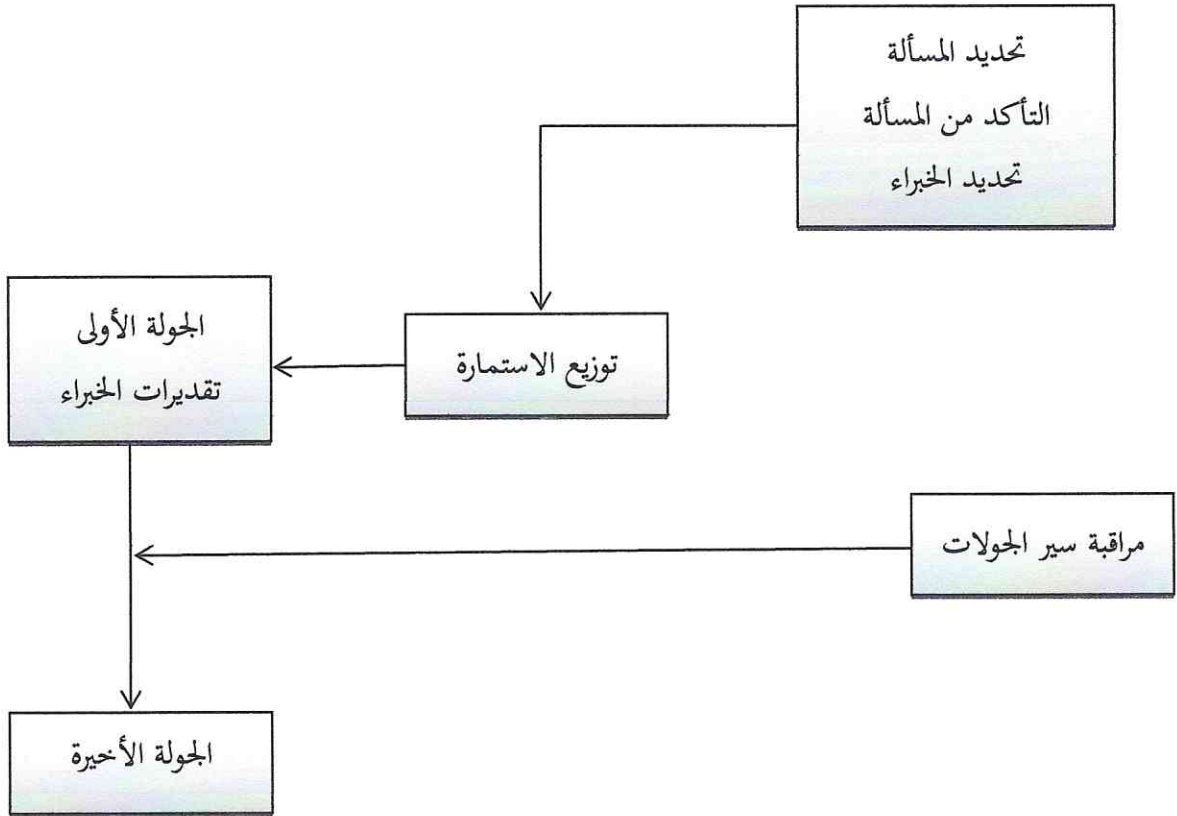 تحديد المسألة
التأكد من المسألة
تحديد الخبراء
توزيع الاستمارة
الجولة الأولى
تقديرات الخبراء
مراقبة سير الجولات
الجولة الأخيرة